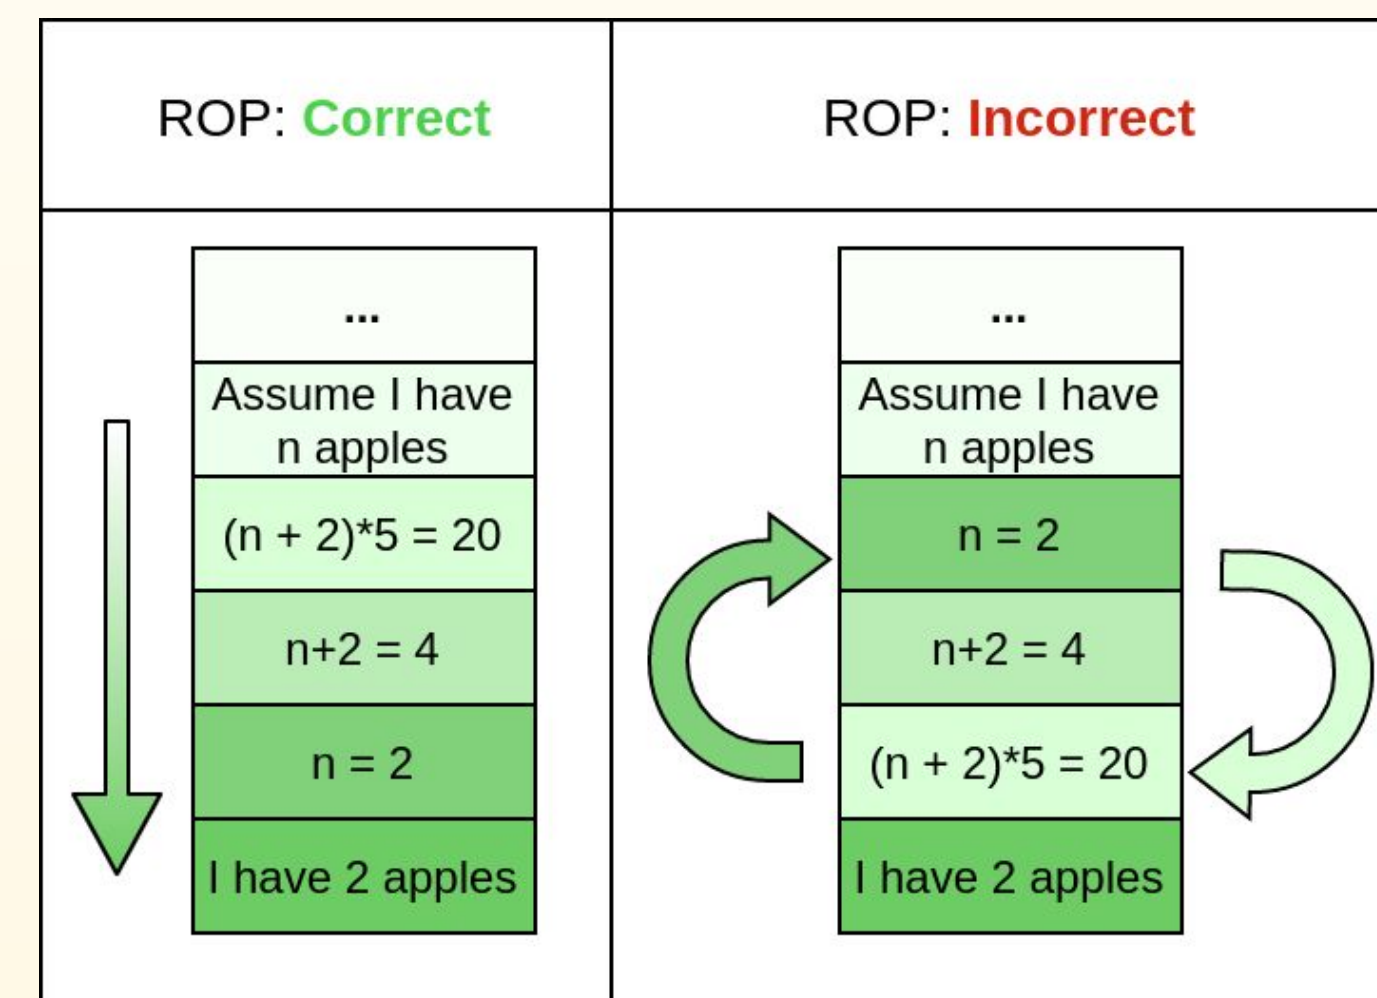 ROP: Correct
ROP: Incorrect
...
Assume I have
n apples
(n + 2)*5 = 20
n+2 = 4
n = 2
I have 2 apples
...
Assume I have
n apples
n = 2
n+2 = 4
(n + 2)*5 = 20
I have 2 apples